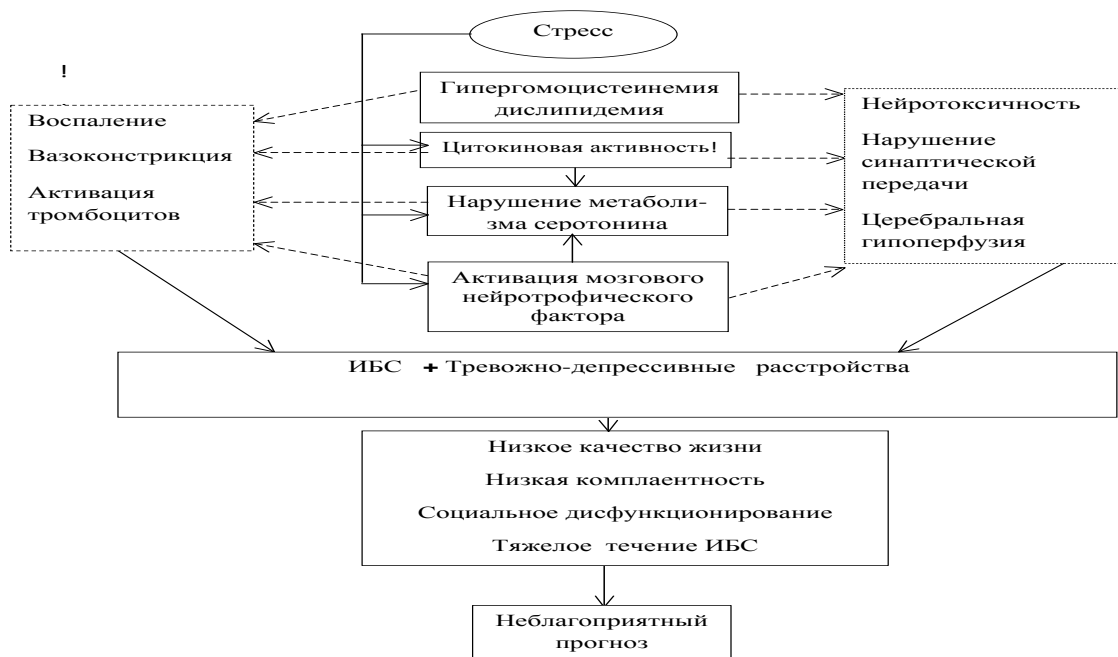 Стресс
!
Гипергомоцистеинемия
дислипидемия
Воспаление
Вазоконстрикция
Активация
тромбоцитов
Цитокиновая активность!
Нарушение метаболи-
зма серотонина
Активация мозгового
нейротрофического
фактора
Нейротоксичность
Нарушение
синаптической
передачи
Церебральная
гипоперфузия
ИБС + Тревожно-депрессивные расстройства
Низкое качество жизни
Низкая комплаентность
Социальное дисфункционирование
Тяжелое течение ИБС
Неблагоприятный
прогноз